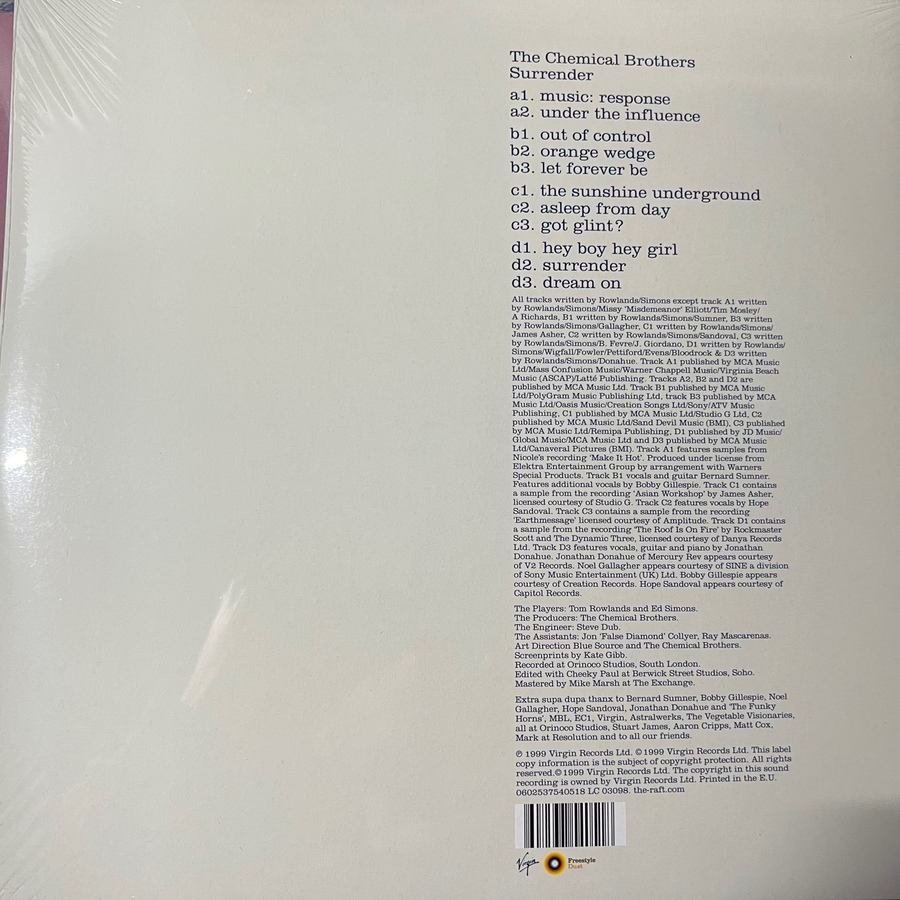 The Chemical Brothers
Surrender
a1. music: response
a2. under the influence
b1. out of control
b2. orange wedge
b3. let forever be
c1. the sunshine underground
c2. asleep from day
c3. got glint?
d1. hey boy hey girl
d2. surrender
d3. dream on
All tracks written by Rowlands/Simons except track A1 written
by Rowlands/Simons/Missy 'Misdemeanor' Elliott/Tim Mosley/
A Richards, B1 written by Rowlands/Simons/Sumner, B3 written
by Rowlands/Simons/Gallagher, C1 written by Rowlands/Simons/
James Asher, C2 written by Rowlands/Simons/Sandoval, C3 written
by Rowlands/Simons/B. Fevre/J. Giordano, D1 written by Rowlands/
Simons/Wigfall/Fowler/Pettiford/Evens/Bloodrock & D3 written
by Rowlands/Simons/Donahue. Track A1 published by MCA Music
Ltd/Mass Confusion Music/Warner Chappell Music/Virginia Beach
Music (ASCAP)/Latté Publishing. Tracks A2, B2 and D2 are
published by MCA Music Ltd. Track B1 published by MCA Music
Ltd/PolyGram Music Publishing Ltd, track B3 published by MCA
Music Ltd/Oasis Music/Creation Songs Ltd/Sony/ATV Music
Publishing, C1 published by MCA Music Ltd/Studio G Ltd, C2
published by MCA Music Ltd/Sand Devil Music (BMI), C3 published
by MCA Music Ltd/Remipa Publishing, D1 published by JD Music/
Global Music/MCA Music Ltd and D3 published by MCA Music
Ltd/Canaveral Pictures (BMI). Track A1 features samples from
Nicole's recording 'Make It Hot'. Produced under license from
Elektra Entertainment Group by arrangement with Warners
Special Products. Track B1 vocals and guitar Bernard Sumner.
Features additional vocals by Bobby Gillespie. Track C1 contains
a sample from the recording 'Asian Workshop' by James Asher,
licensed courtesy of Studio G. Track C2 features vocals by Hope
Sandoval. Track C3 contains a sample from the recording
'Earthmessage' licensed courtesy of Amplitude. Track D1 contains
a sample from the recording 'The Roof Is On Fire' by Rockmaster
Scott and The Dynamic Three, licensed courtesy of Danya Records
Ltd. Track D3 features vocals, guitar and piano by Jonathan
Donahue. Jonathan Donahue of Mercury Rev appears courtesy
of V2 Records. Noel Gallagher appears courtesy of SINE a division
of Sony Music Entertainment (UK) Ltd. Bobby Gillespie appears
courtesy of Creation Records. Hope Sandoval appears courtesy of
Capitol Records.
The Players: Tom Rowlands and Ed Simons.
The Producers: The Chemical Brothers.
The Engineer: Steve Dub.
The Assistants: Jon 'False Diamond' Collyer, Ray Mascarenas.
Art Direction Blue Source and The Chemical Brothers.
Screenprints by Kate Gibb.
Recorded at Orinoco Studios, South London.
Edited with Cheeky Paul at Berwick Street Studios, Soho.
Mastered by Mike Marsh at The Exchange.
Extra supa dupa thanx to Bernard Sumner, Bobby Gillespie, Noel
Gallagher, Hope Sandoval, Jonathan Donahue and 'The Funky
Horns', MBL, EC1, Virgin, Astralwerks, The Vegetable Visionaries,
all at Orinoco Studios, Stuart James, Aaron Cripps, Matt Cox,
Mark at Resolution and to all our friends.
℗ 1999 Virgin Records Ltd. © 1999 Virgin Records Ltd. This label
copy information is the subject of copyright protection. All rights
reserved.© 1999 Virgin Records Ltd. The copyright in this sound
recording is owned by Virgin Records Ltd. Printed in the E.U.
0602537540518 LC 03098. the-raft.com
Virgin
Freestyle
Dust